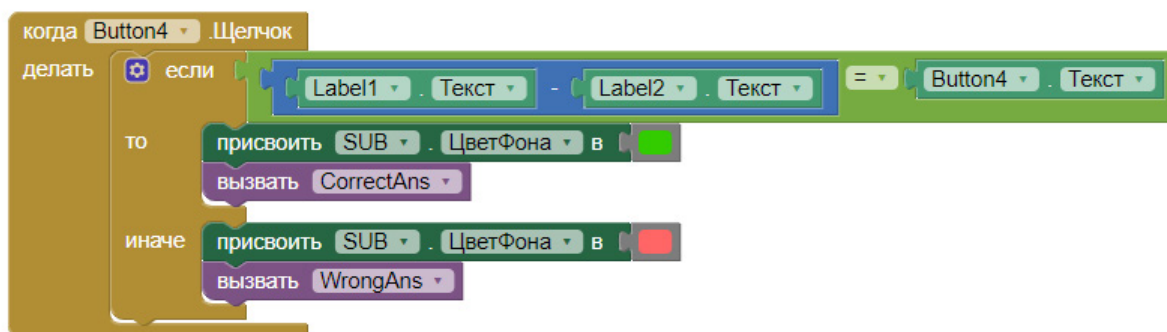 когда Button4 .Щелчок
делать если Label1 . Текст - Label2 . Текст = Button4 . Текст
то присвоить SUB . ЦветФона в
вызвать CorrectAns
иначе присвоить SUB . ЦветФона в
вызвать WrongAns